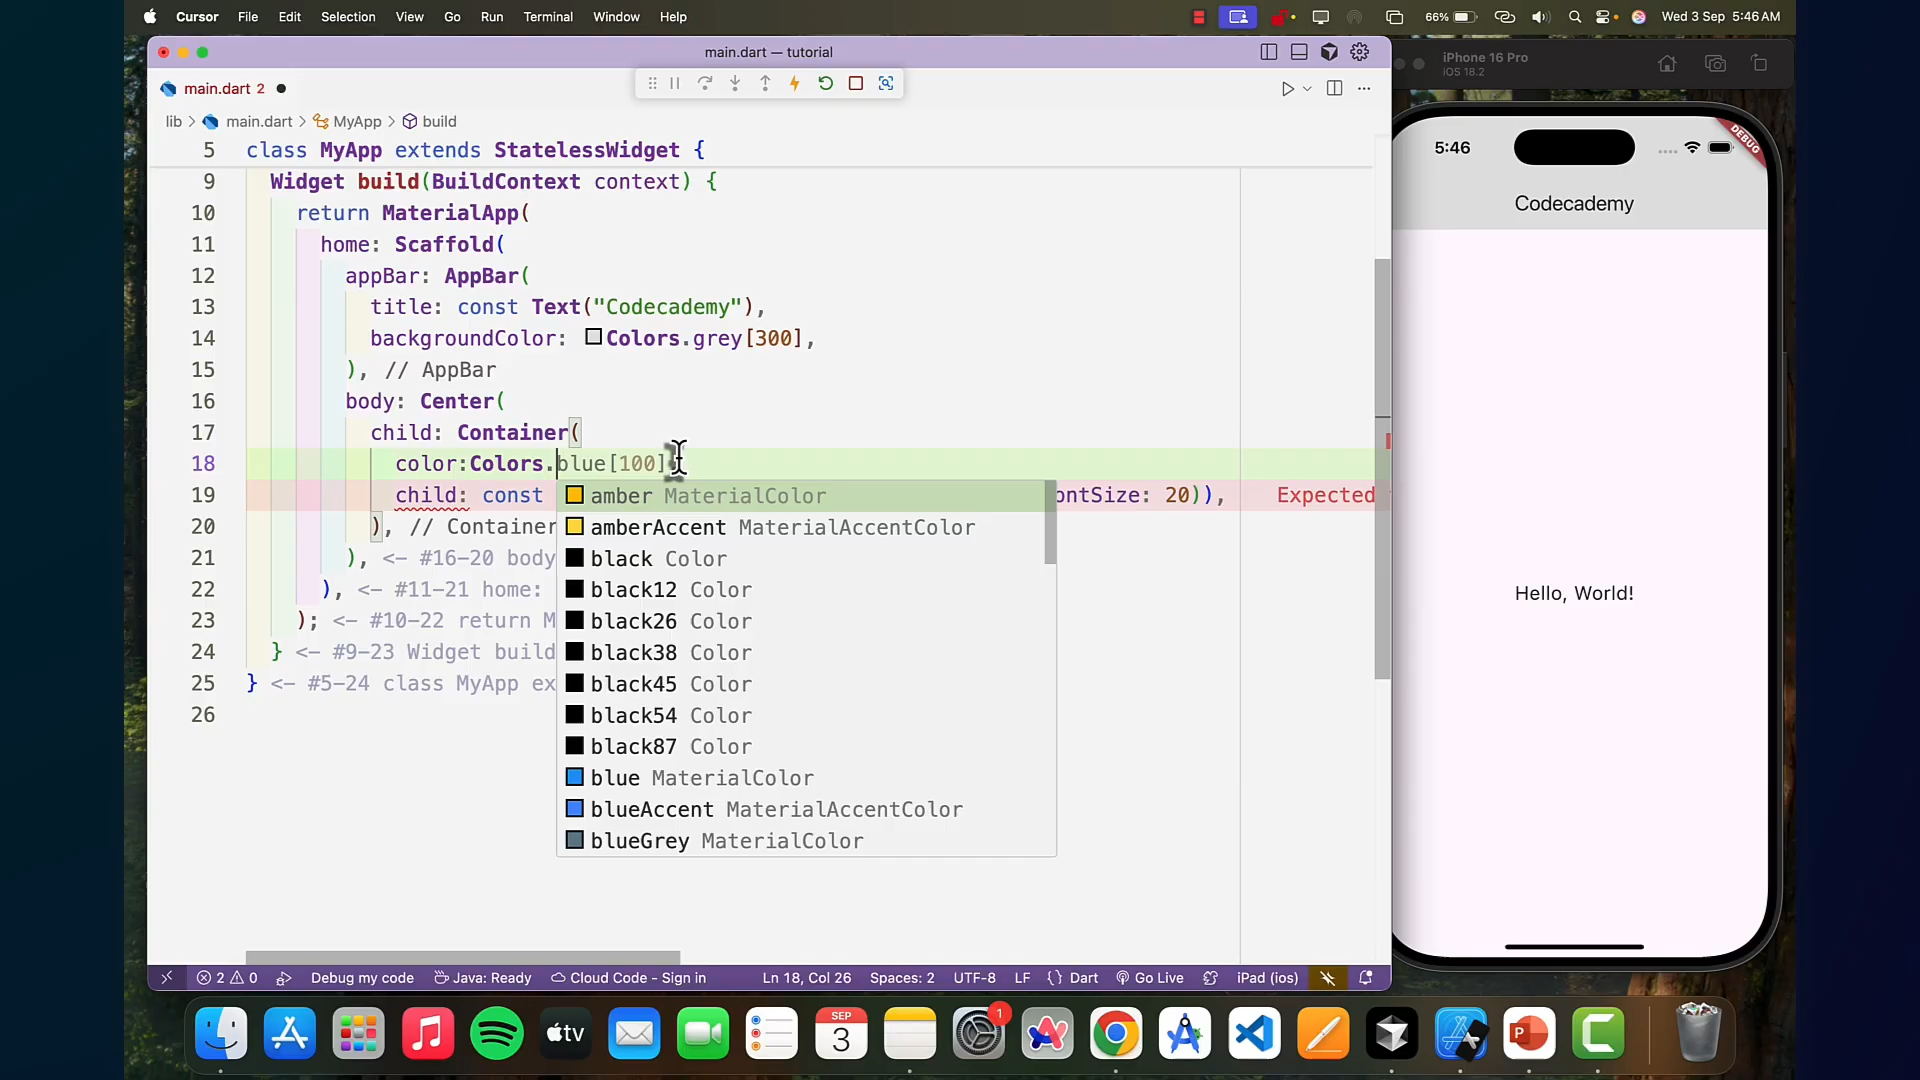 Cursor File Edit Selection View Go Run Terminal Window Help
66% Wed 3 Sep 5:46 AM
main.dart — tutorial
main.dart 2
lib > main.dart > MyApp > build
5 class MyApp extends StatelessWidget {
9 Widget build(BuildContext context) {
10 return MaterialApp(
11 home: Scaffold(
12 appBar: AppBar(
13 title: const Text("Codecademy"),
14 backgroundColor: Colors.grey[300],
15 ), // AppBar
16 body: Center(
17 child: Container(
18 color:Colors.blue[100]
19 child: const ontSize: 20)), Expected
20 ), // Container
21 ), <- #16-20 body
22 ), <- #11-21 home:
23 ); <- #10-22 return M
24 } <- #9-23 Widget build
25 } <- #5-24 class MyApp ex
26
amber MaterialColor
amberAccent MaterialAccentColor
black Color
black12 Color
black26 Color
black38 Color
black45 Color
black54 Color
black87 Color
blue MaterialColor
blueAccent MaterialAccentColor
blueGrey MaterialColor
2 0 Debug my code Java: Ready Cloud Code - Sign in Ln 18, Col 26 Spaces: 2 UTF-8 LF { } Dart Go Live iPad (ios)
iPhone 16 Pro
iOS 18.2
5:46
DEBUG
Codecademy
Hello, World!
tv
SEP
3
1
P
C